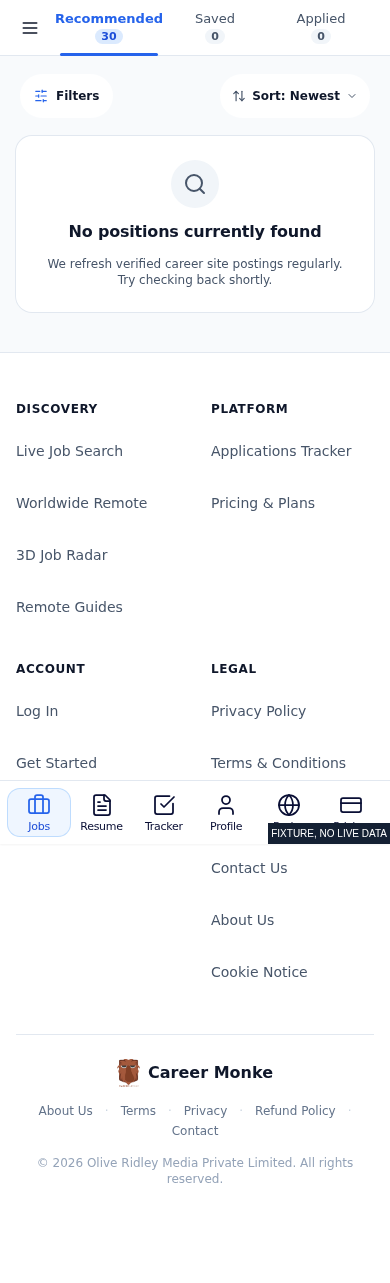 Recommended
30
Saved
0
Applied
0
Filters
Sort: Newest
No positions currently found
We refresh verified career site postings regularly.
Try checking back shortly.
DISCOVERY
Live Job Search
Worldwide Remote
3D Job Radar
Remote Guides
PLATFORM
Applications Tracker
Pricing & Plans
ACCOUNT
Log In
Get Started
LEGAL
Privacy Policy
Terms & Conditions
Jobs
Resume
Tracker
Profile
FIXTURE, NO LIVE DATA
Contact Us
About Us
Cookie Notice
Career Monke
About Us · Terms · Privacy · Refund Policy ·
Contact
© 2026 Olive Ridley Media Private Limited. All rights
reserved.